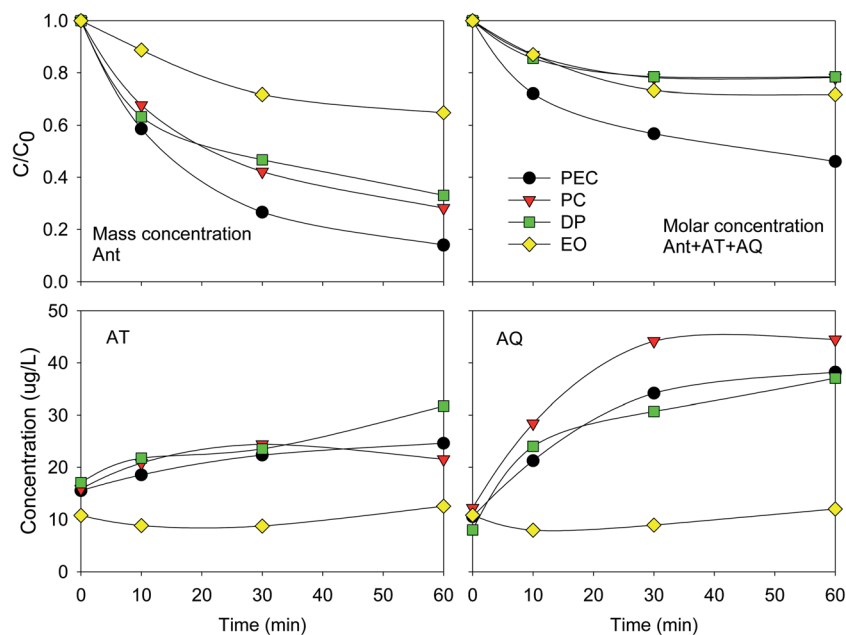 C/C0
1.0
0.8
0.6
0.4
0.2
0.0
Mass concentration
Ant
PEC
PC
DP
EO
Molar concentration
Ant+AT+AQ
Concentration (ug/L)
50
40
30
20
10
0
AT
AQ
0 10 20 30 40 50 60
0 10 20 30 40 50 60
Time (min)
Time (min)